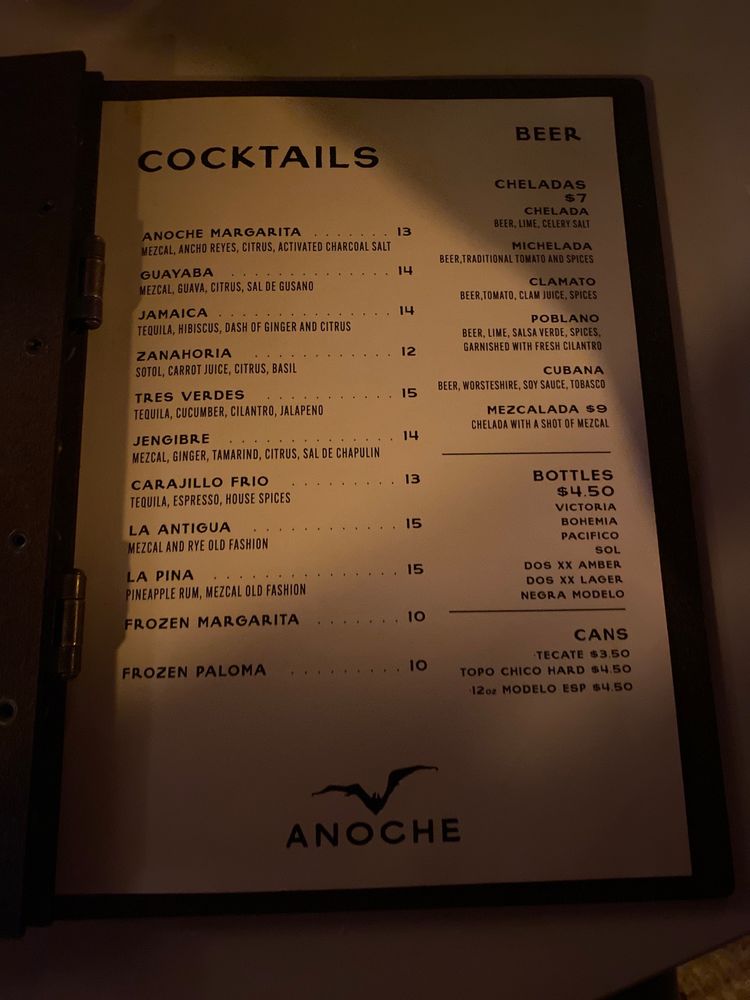 COCKTAILS
ANOCHE MARGARITA . . . . . . . 13
MEZCAL, ANCHO REYES, CITRUS, ACTIVATED CHARCOAL SALT
GUAYABA . . . . . . . . . . . . . . 14
MEZCAL, GUAVA, CITRUS, SAL DE GUSANO
JAMAICA . . . . . . . . . . . . . . . 14
TEQUILA, HIBISCUS, DASH OF GINGER AND CITRUS
ZANAHORIA . . . . . . . . . . . . 12
SOTOL, CARROT JUICE, CITRUS, BASIL
TRES VERDES . . . . . . . . . . . 15
TEQUILA, CUCUMBER, CILANTRO, JALAPENO
JENGIBRE . . . . . . . . . . . . . . 14
MEZCAL, GINGER, TAMARIND, CITRUS, SAL DE CHAPULIN
CARAJILLO FRIO . . . . . . . . . . 13
TEQUILA, ESPRESSO, HOUSE SPICES
LA ANTIGUA . . . . . . . . . . . . 15
MEZCAL AND RYE OLD FASHION
LA PINA . . . . . . . . . . . . . . . 15
PINEAPPLE RUM, MEZCAL OLD FASHION
FROZEN MARGARITA . . . . . . . 10
FROZEN PALOMA . . . . . . . . . 10
BEER
CHELADAS
$7
CHELADA
BEER, LIME, CELERY SALT
MICHELADA
BEER,TRADITIONAL TOMATO AND SPICES
CLAMATO
BEER,TOMATO, CLAM JUICE, SPICES
POBLANO
BEER, LIME, SALSA VERDE, SPICES,
GARNISHED WITH FRESH CILANTRO
CUBANA
BEER, WORSTESHIRE, SOY SAUCE, TOBASCO
MEZCALADA $9
CHELADA WITH A SHOT OF MEZCAL
BOTTLES
$4.50
VICTORIA
BOHEMIA
PACIFICO
SOL
DOS XX AMBER
DOS XX LAGER
NEGRA MODELO
CANS
TECATE $3.50
TOPO CHICO HARD $4.50
12oz MODELO ESP $4.50
ANOCHE